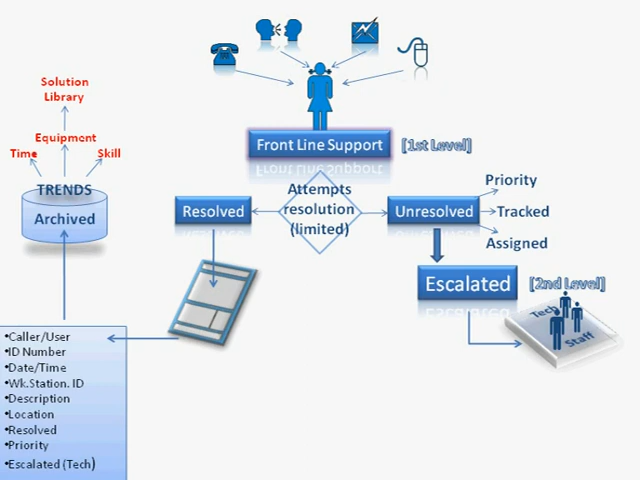 Solution
Library
Equipment
Time
Skill
TRENDS
Archived
Front Line Support
[1st Level]
Attempts
resolution
(limited)
Resolved
Unresolved
Priority
Tracked
Assigned
Escalated
[2nd Level]
Tech
Staff
•Caller/User
•ID Number
•Date/Time
•Wk.Station. ID
•Description
•Location
•Resolved
•Priority
•Escalated (Tech)